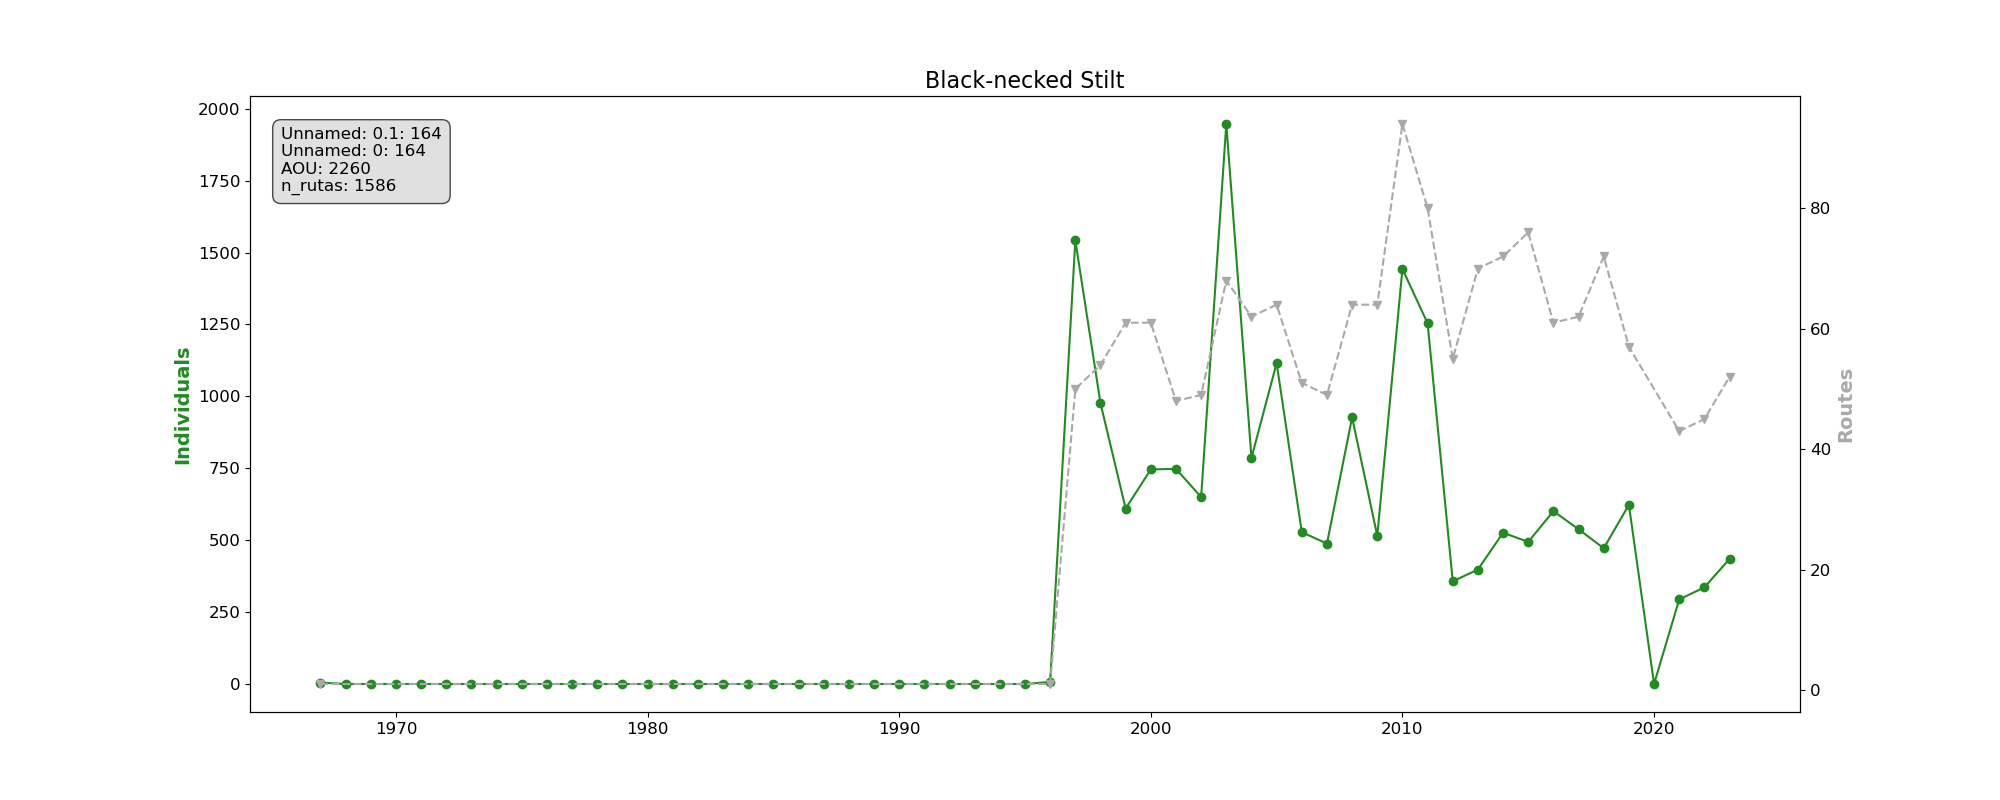 Black-necked Stilt
2000
1750
1500
1250
1000
750
500
250
0
Individuals
Unnamed: 0.1: 164
Unnamed: 0: 164
AOU: 2260
n_rutas: 1586
80
60
40
20
0
Routes
1970
1980
1990
2000
2010
2020